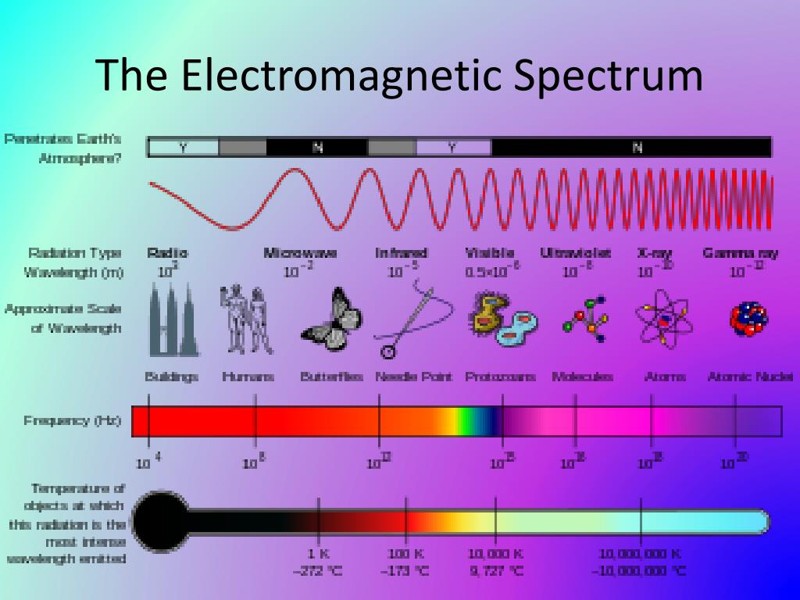 The Electromagnetic Spectrum
Penetrates Earth's
Atmosphere?
Y N Y N
Radiation Type
Wavelength (m)
Radio Microwave Infrared Visible Ultraviolet X-ray Gamma ray
10³ 10⁻² 10⁻⁵ 0.5×10⁻⁶ 10⁻⁸ 10⁻¹⁰ 10⁻¹²
Approximate Scale
of Wavelength
Buildings Humans Butterflies Needle Point Protozoans Molecules Atoms Atomic Nuclei
Frequency (Hz)
10⁴ 10⁸ 10¹² 10¹⁵ 10¹⁶ 10¹⁸ 10²⁰
Temperature of
objects at which
this radiation is the
most intense
wavelength emitted
1 K 100 K 10,000 K 10,000,000 K
−272 °C −173 °C 9,727 °C ~10,000,000 °C